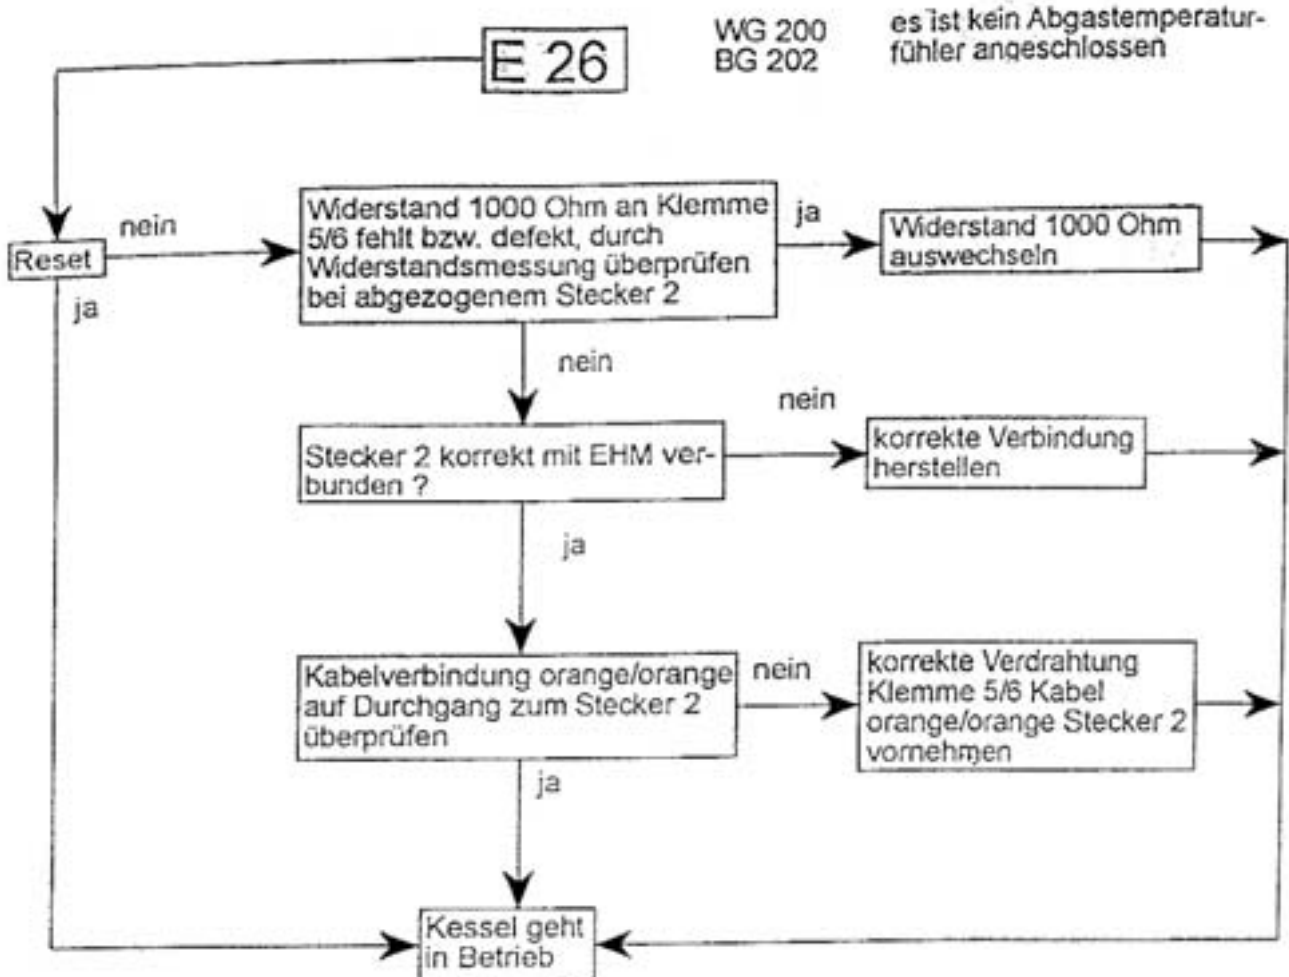 E 26
WG 200
BG 202
es ist kein Abgastemperatur-
fühler angeschlossen
Reset
nein
ja
Widerstand 1000 Ohm an Klemme
5/6 fehlt bzw. defekt, durch
Widerstandsmessung überprüfen
bei abgezogenem Stecker 2
ja
Widerstand 1000 Ohm
auswechseln
nein
Stecker 2 korrekt mit EHM ver-
bunden ?
nein
korrekte Verbindung
herstellen
ja
Kabelverbindung orange/orange
auf Durchgang zum Stecker 2
überprüfen
nein
korrekte Verdrahtung
Klemme 5/6 Kabel
orange/orange Stecker 2
vornehmen
ja
Kessel geht
in Betrieb